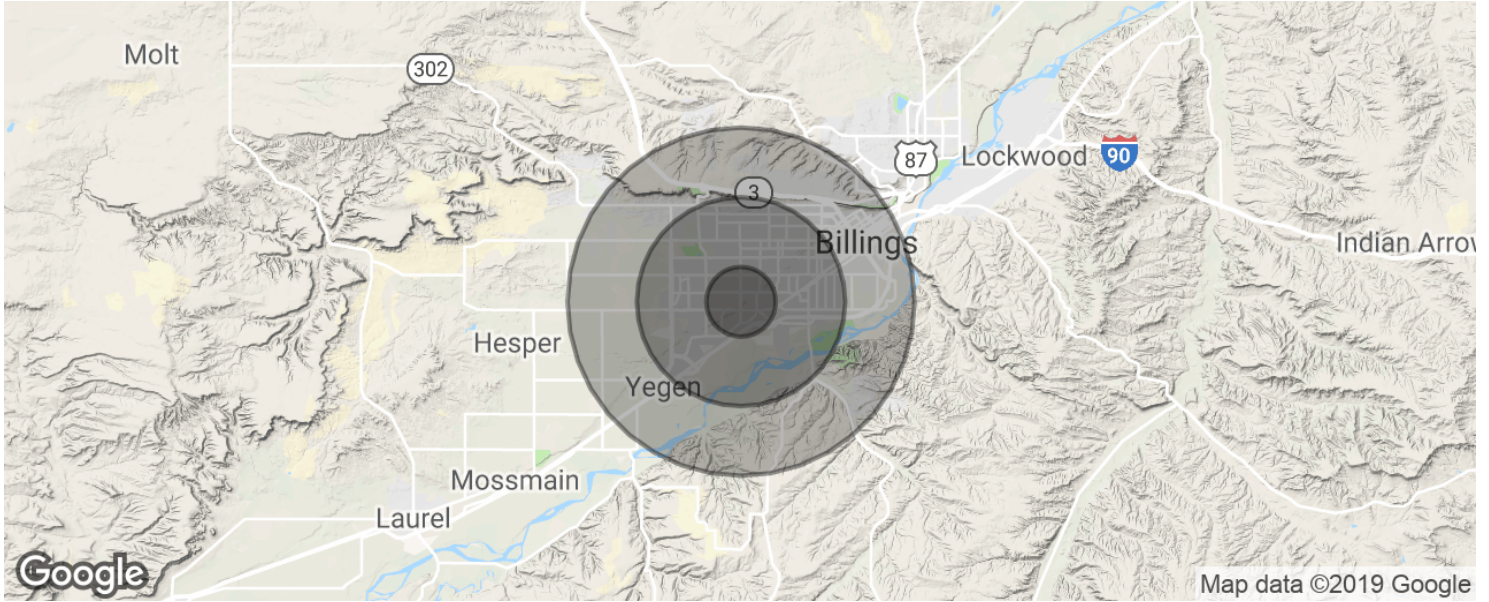 Molt
302
87
Lockwood
90
3
Billings
Indian Arrow
Hesper
Yegen
Mossmain
Laurel
Google
Map data ©2019 Google